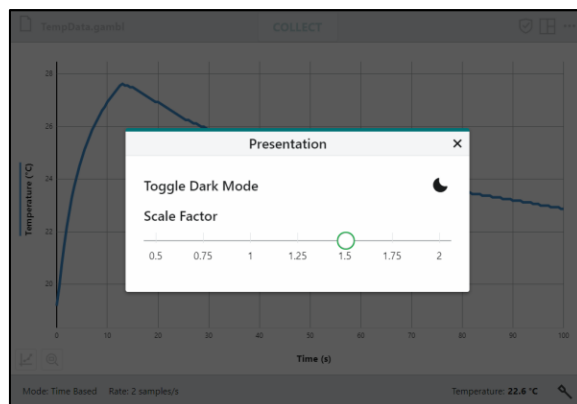 TempData.gambl
COLLECT
28
26
24
22
20
Temperature (°C)
Presentation
Toggle Dark Mode
Scale Factor
0.5 0.75 1 1.25 1.5 1.75 2
0 10 20 30 40 50 60 70 80 90 100
Time (s)
Mode: Time Based Rate: 2 samples/s Temperature: 22.6 °C